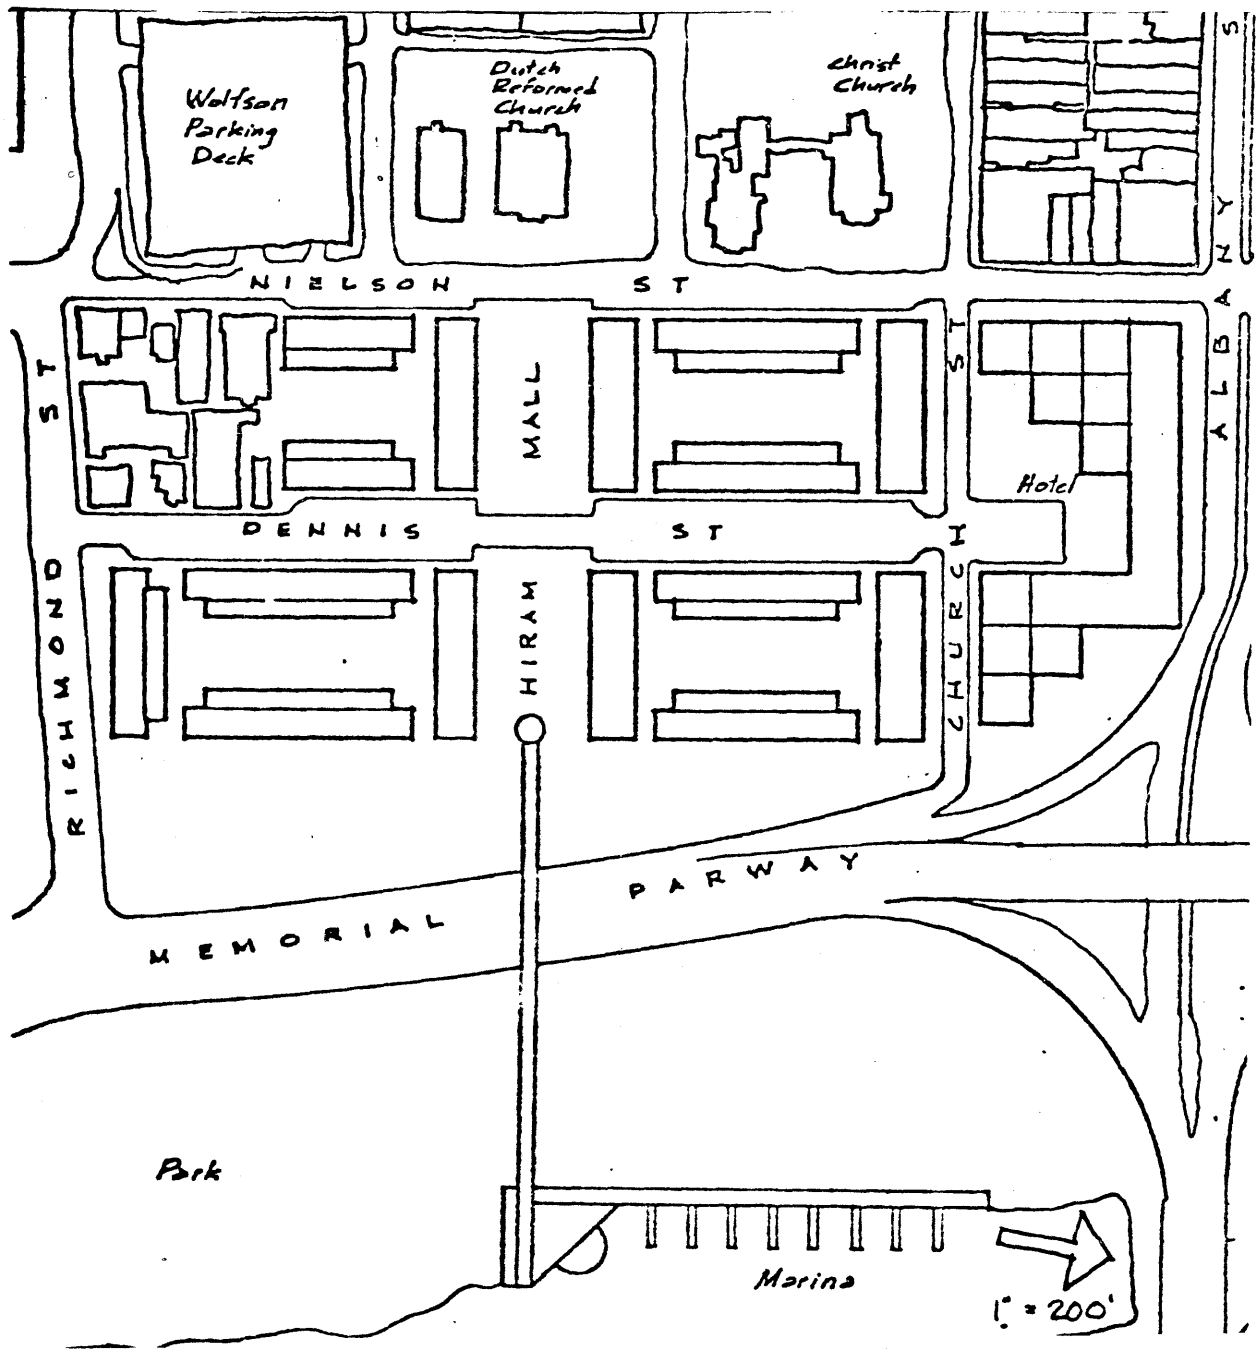 Wolfson
Parking
Deck
Dutch
Reformed
Church
Christ
Church
NIELSON ST
ALBANY S
RICHMOND ST
HIRAM MALL
CHURCH ST
Hotel
DENNIS ST
MEMORIAL PARWAY
Park
Marina
1" = 200'